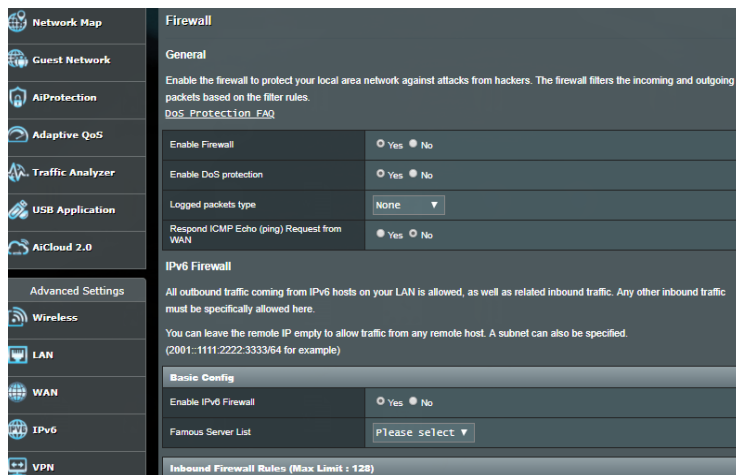 Network Map
Guest Network
AiProtection
Adaptive QoS
Traffic Analyzer
USB Application
AiCloud 2.0
Advanced Settings
Wireless
LAN
WAN
IPv6
VPN
Firewall
General
Enable the firewall to protect your local area network against attacks from hackers. The firewall filters the incoming and outgoing
packets based on the filter rules.
DoS Protection FAQ
Enable Firewall Yes No
Enable DoS protection Yes No
Logged packets type None
Respond ICMP Echo (ping) Request from
WAN Yes No
IPv6 Firewall
All outbound traffic coming from IPv6 hosts on your LAN is allowed, as well as related inbound traffic. Any other inbound traffic
must be specifically allowed here.
You can leave the remote IP empty to allow traffic from any remote host. A subnet can also be specified.
(2001::1111:2222:3333/64 for example)
Basic Config
Enable IPv6 Firewall Yes No
Famous Server List Please select
Inbound Firewall Rules (Max Limit : 128)